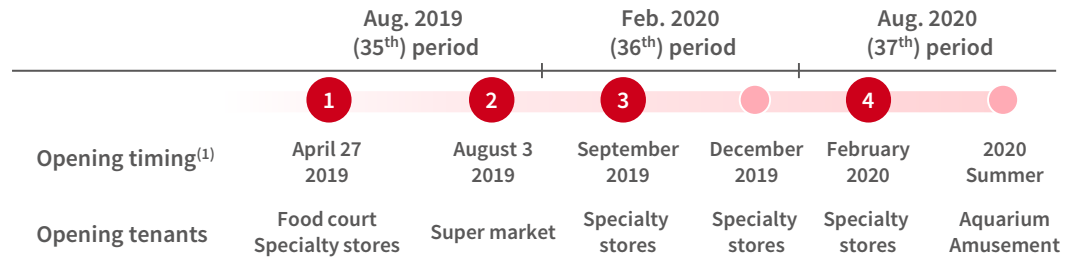 Aug. 2019
(35th) period
Feb. 2020
(36th) period
Aug. 2020
(37th) period
1
2
3
4
Opening timing(1)
April 27
2019
August 3
2019
September
2019
December
2019
February
2020
2020
Summer
Opening tenants
Food court
Specialty stores
Super market
Specialty
stores
Specialty
stores
Specialty
stores
Aquarium
Amusement